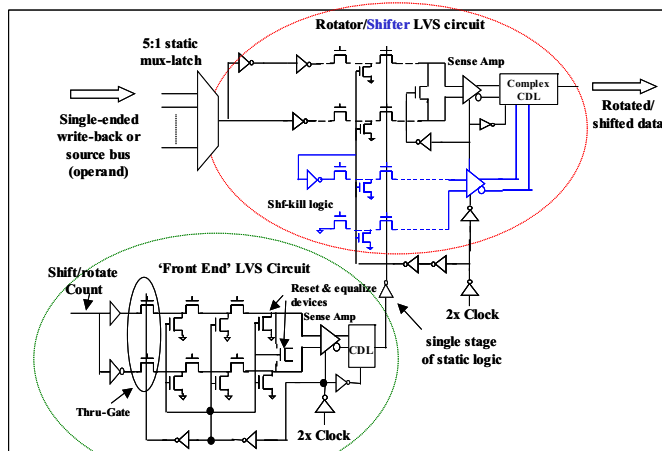 Rotator/Shifter LVS circuit
5:1 static
mux-latch
Sense Amp
Complex
CDL
Single-ended
write-back or
source bus
(operand)
Rotated/
shifted data
Shf-kill logic
Shift/rotate
Count
'Front End' LVS Circuit
Reset & equalize
devices
Sense Amp
CDL
2x Clock
single stage
of static logic
Thru-Gate
2x Clock